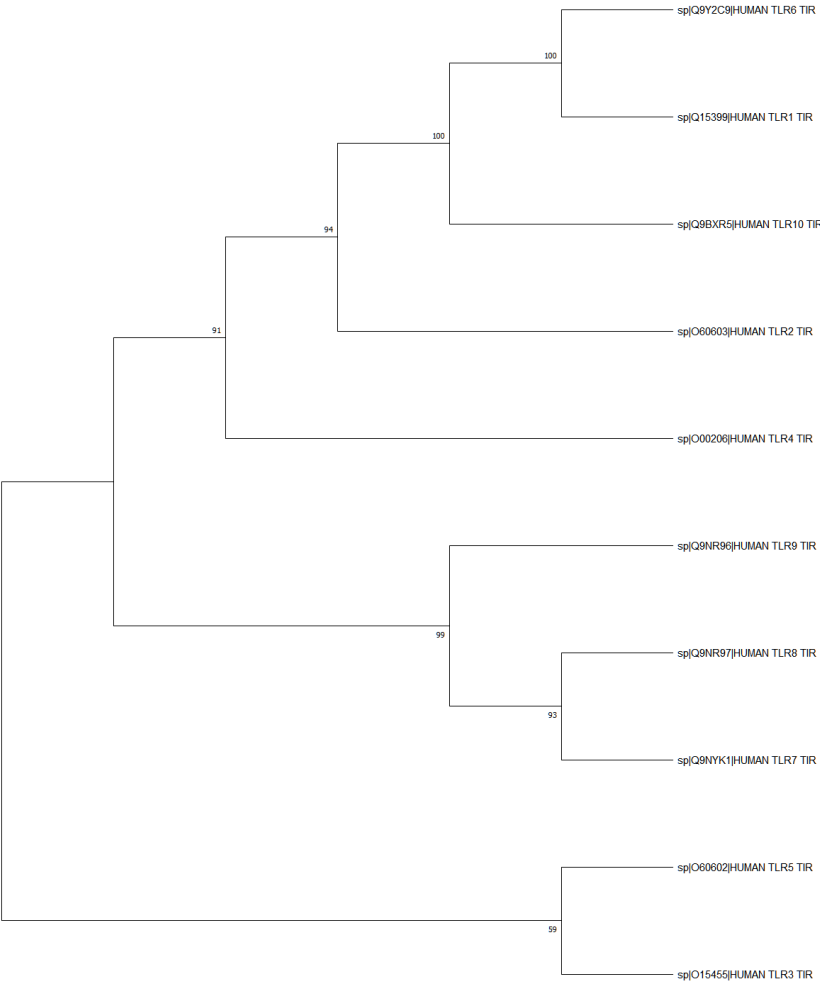 sp|Q9Y2C9|HUMAN TLR6 TIR
100
sp|Q15399|HUMAN TLR1 TIR
100
sp|Q9BXR5|HUMAN TLR10 TIR
94
sp|O60603|HUMAN TLR2 TIR
91
sp|O00206|HUMAN TLR4 TIR
sp|Q9NR96|HUMAN TLR9 TIR
99
sp|Q9NR97|HUMAN TLR8 TIR
93
sp|Q9NYK1|HUMAN TLR7 TIR
sp|O60602|HUMAN TLR5 TIR
59
sp|O15455|HUMAN TLR3 TIR